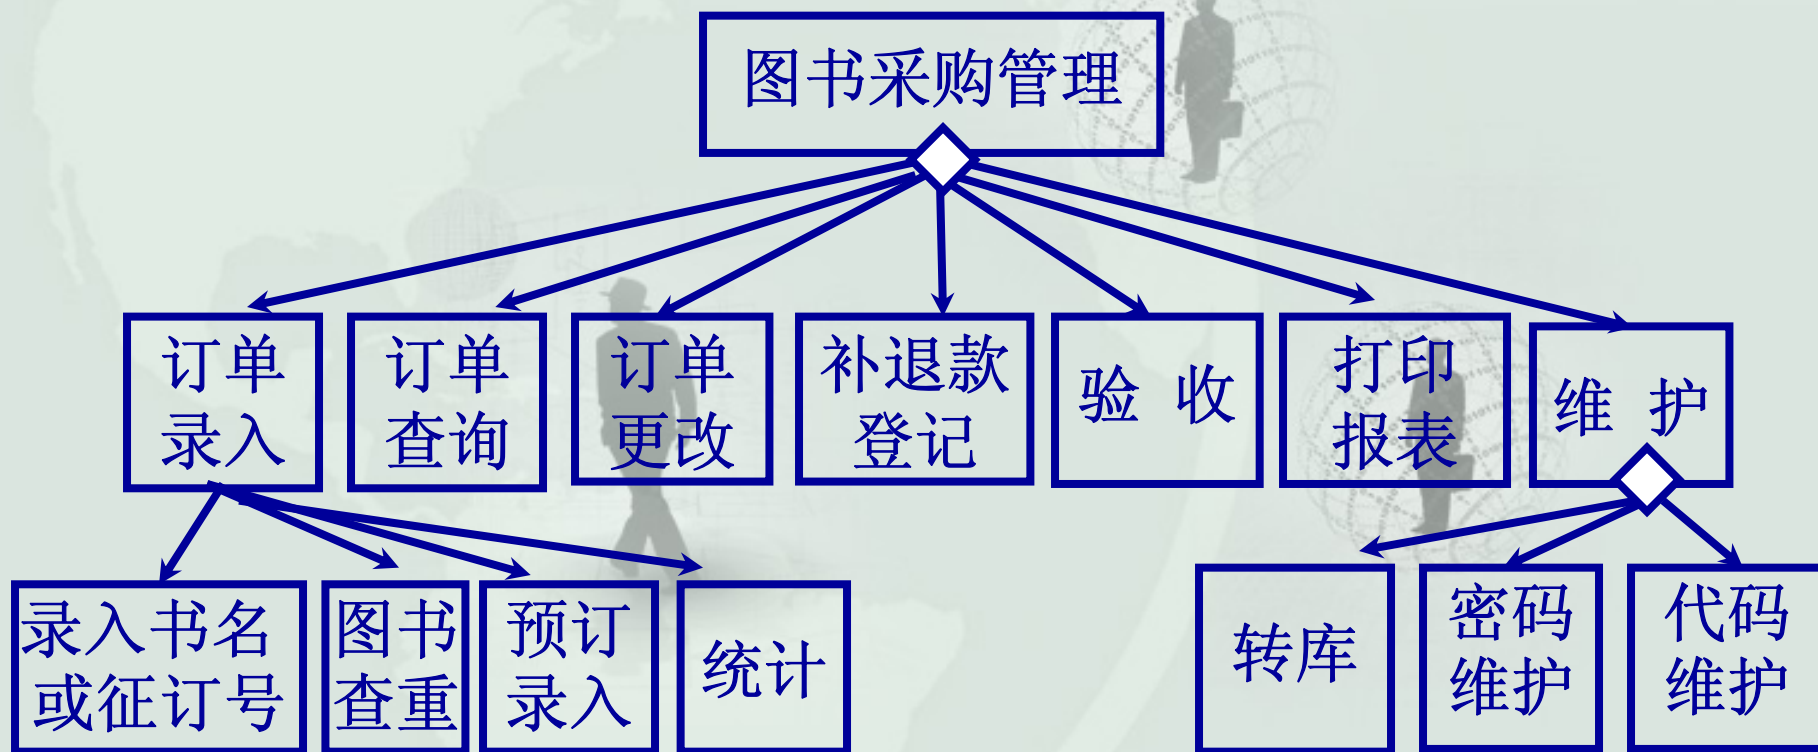 图书采购管理
订单
录入
订单
查询
订单
更改
补退款
登记
验 收
打印
报表
维 护
录入书名
或征订号
图书
查重
预订
录入
统计
转库
密码
维护
代码
维护